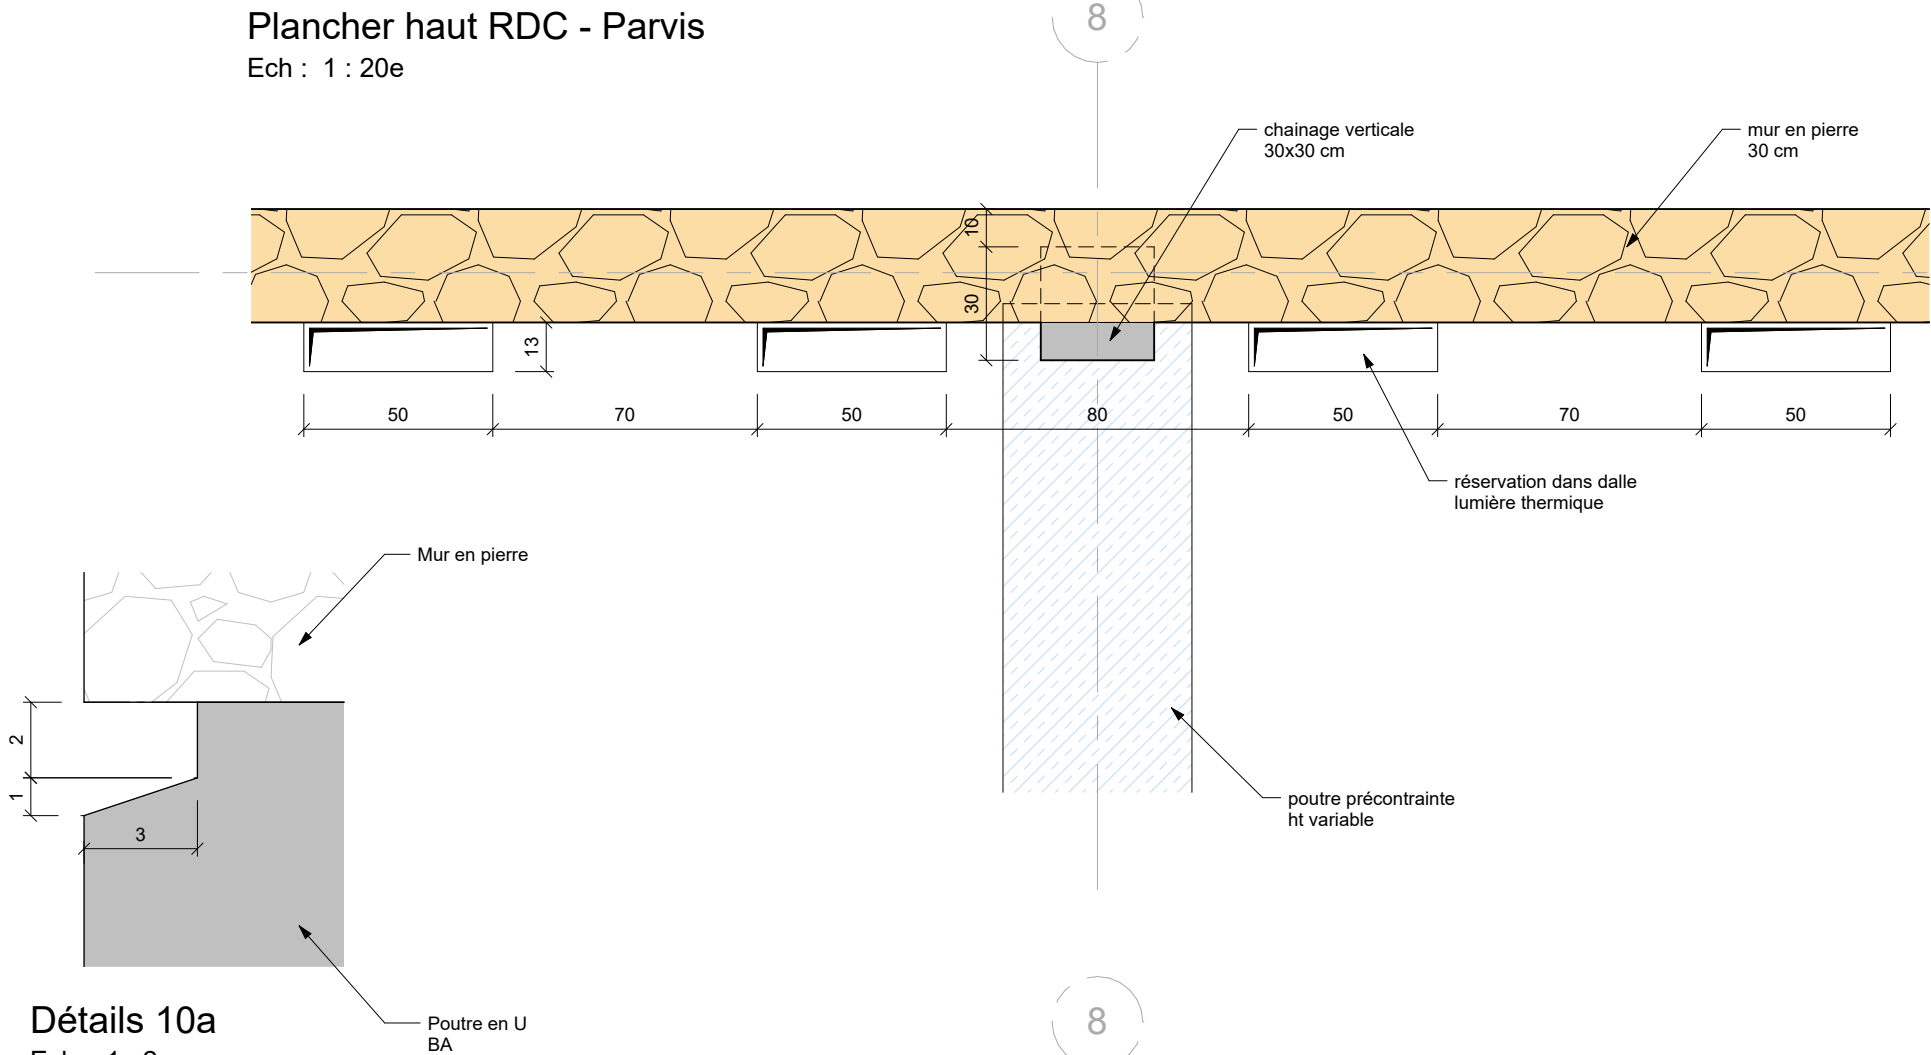 Plancher haut RDC - Parvis
Ech :  1 : 20e
8
chainage verticale
30x30 cm
mur en pierre
30 cm
10
30
13
50
70
50
80
50
70
50
réservation dans dalle
lumière thermique
Mur en pierre
2
1
3
poutre précontrainte
ht variable
Détails 10a
Poutre en U
BA
8